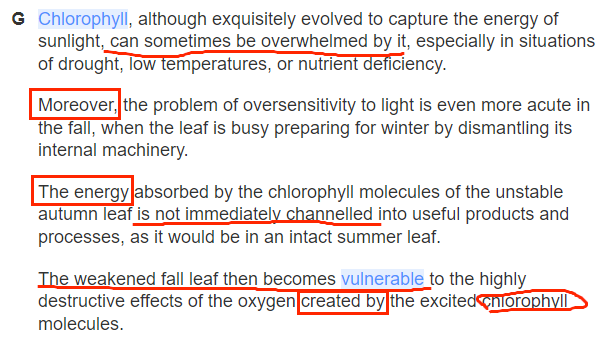 G Chlorophyll, although exquisitely evolved to capture the energy of
sunlight, can sometimes be overwhelmed by it, especially in situations
of drought, low temperatures, or nutrient deficiency.
Moreover, the problem of oversensitivity to light is even more acute in
the fall, when the leaf is busy preparing for winter by dismantling its
internal machinery.
The energy absorbed by the chlorophyll molecules of the unstable
autumn leaf is not immediately channelled into useful products and
processes, as it would be in an intact summer leaf.
The weakened fall leaf then becomes vulnerable to the highly
destructive effects of the oxygen created by the excited chlorophyll
molecules.